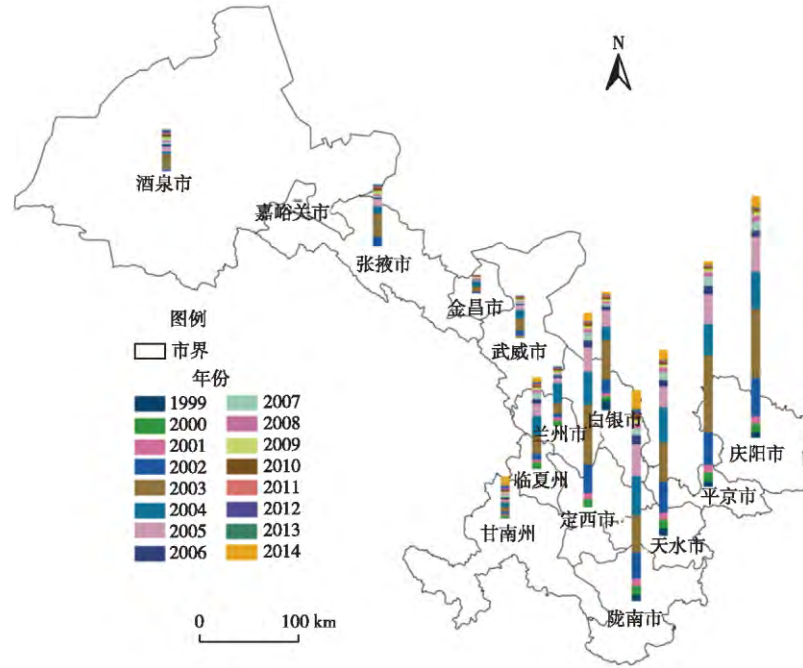 N
酒泉市
嘉峪关市
张掖市
金昌市
武威市
兰州市
白银市
临夏州
定西市
甘南州
天水市
陇南市
平京市
庆阳市
图例
市界
年份
1999
2000
2001
2002
2003
2004
2005
2006
2007
2008
2009
2010
2011
2012
2013
2014
0 100 km